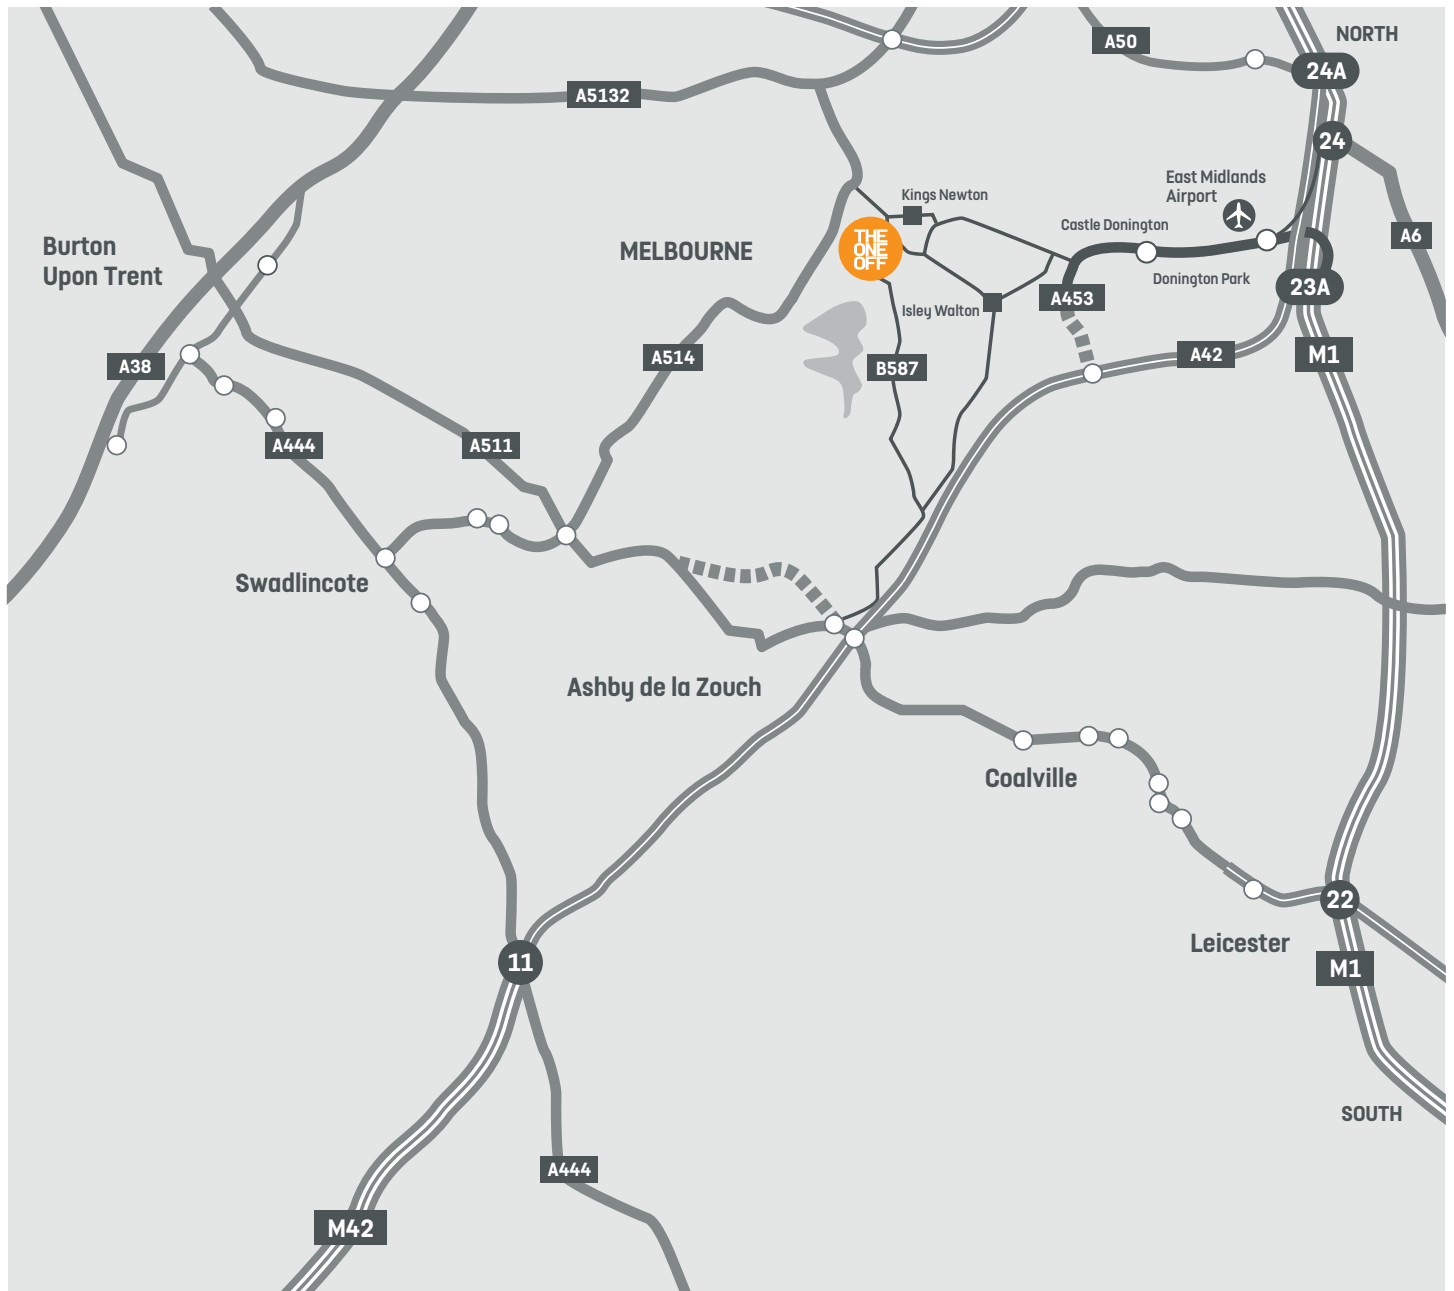 NORTH
A50
24A
A5132
24
East Midlands
Airport
Kings Newton
Castle Donington
A6
THE
ONE
OFF
MELBOURNE
Burton
Upon Trent
Donington Park
23A
A453
Isley Walton
A42
M1
A514
A38
B587
A444
A511
Swadlincote
Ashby de la Zouch
Coalville
22
Leicester
11
M1
SOUTH
A444
M42